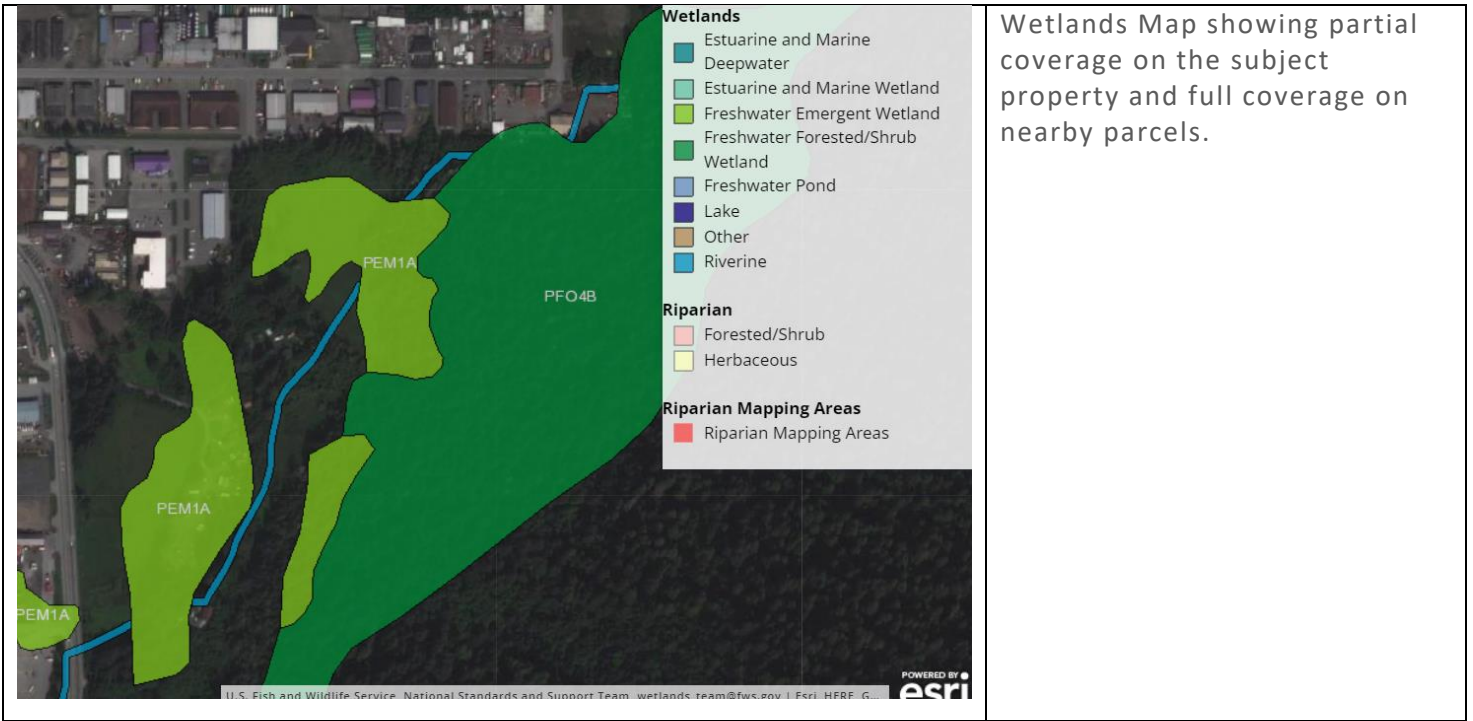 Wetlands
Estuarine and Marine
Deepwater
Estuarine and Marine Wetland
Freshwater Emergent Wetland
Freshwater Forested/Shrub
Wetland
Freshwater Pond
Lake
Other
Riverine
Riparian
Forested/Shrub
Herbaceous
Riparian Mapping Areas
Riparian Mapping Areas
PEM1A
PFO4B
PEM1A
PEM1A
POWERED BY
esri
U.S. Fish and Wildlife Service, National Standards and Support Team, wetlands_team@fws.gov | Esri, HERE, G...
Wetlands Map showing partial
coverage on the subject
property and full coverage on
nearby parcels.